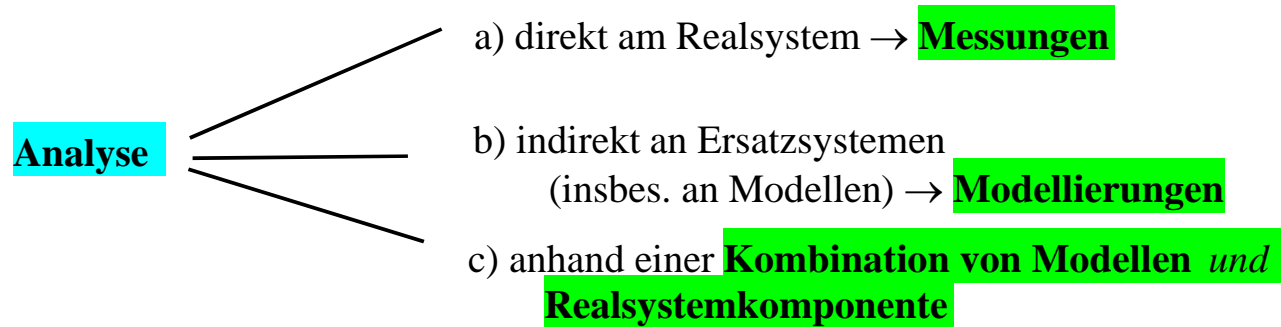 a) direkt am Realsystem → Messungen
Analyse
b) indirekt an Ersatzsystemen
(insbes. an Modellen) → Modellierungen
c) anhand einer Kombination von Modellen und
Realsystemkomponente